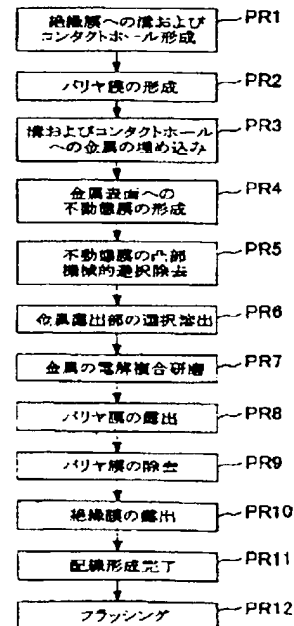 絶縁膜への溝および
コンタクトホール形成
PR1
バリヤ膜の形成
PR2
溝およびコンタクトホール
への金属の埋め込み
PR3
金属表面への
不動態膜の形成
PR4
不動態膜の凸部
機械的選択除去
PR5
金属露出部の選択溶出
PR6
金属の電解複合研磨
PR7
バリヤ膜の露出
PR8
バリヤ膜の除去
PR9
絶縁膜の露出
PR10
配線形成完了
PR11
フラッシング
PR12